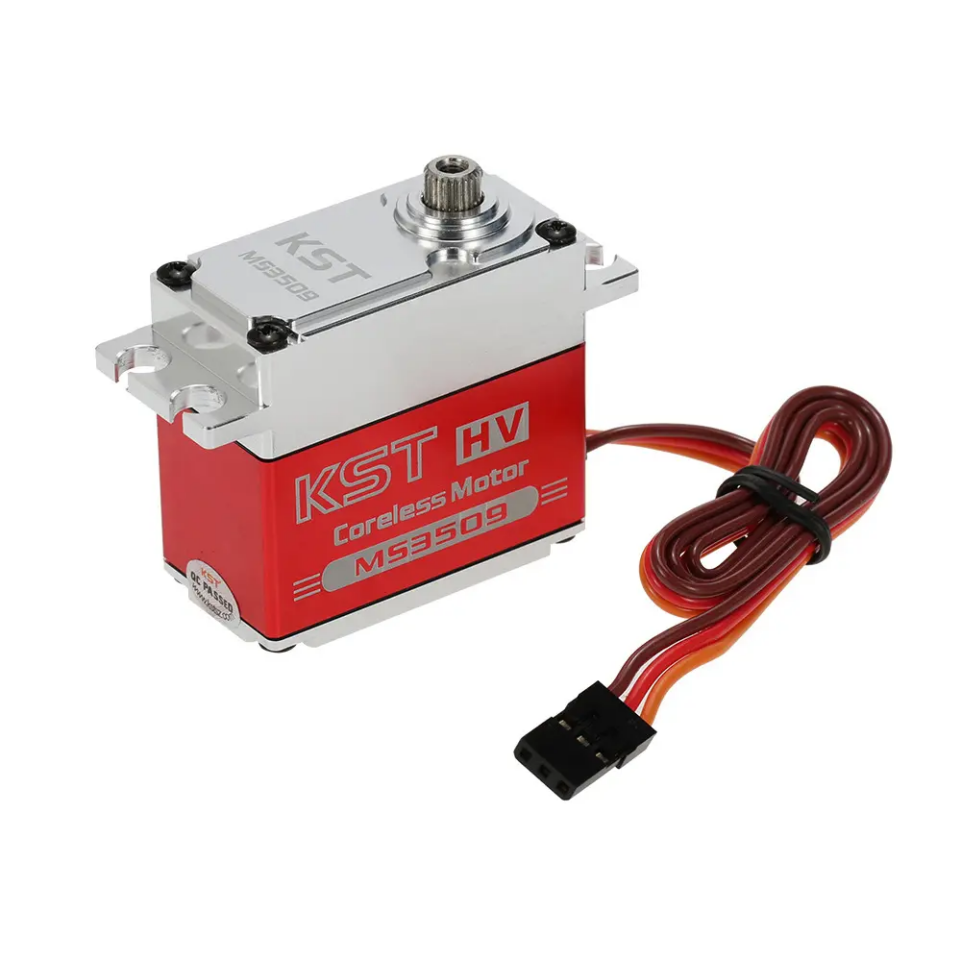 KST
MS3509
KST HV
Coreless Motor
MS3509
KST
QC PASSED